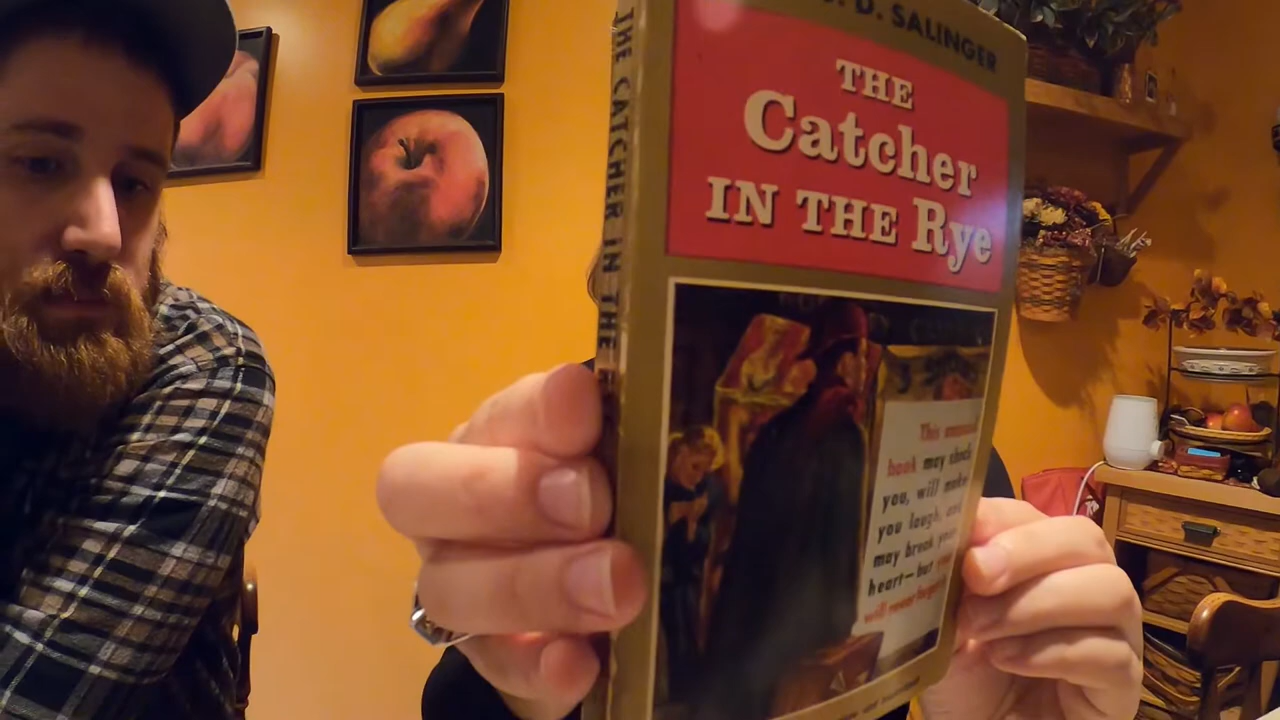 J. D. SALINGER
THE
Catcher
IN THE Rye
THE CATCHER IN THE
This unusual
book may shock
you, will make
you laugh, and
may break your
heart—but you
will never forget it